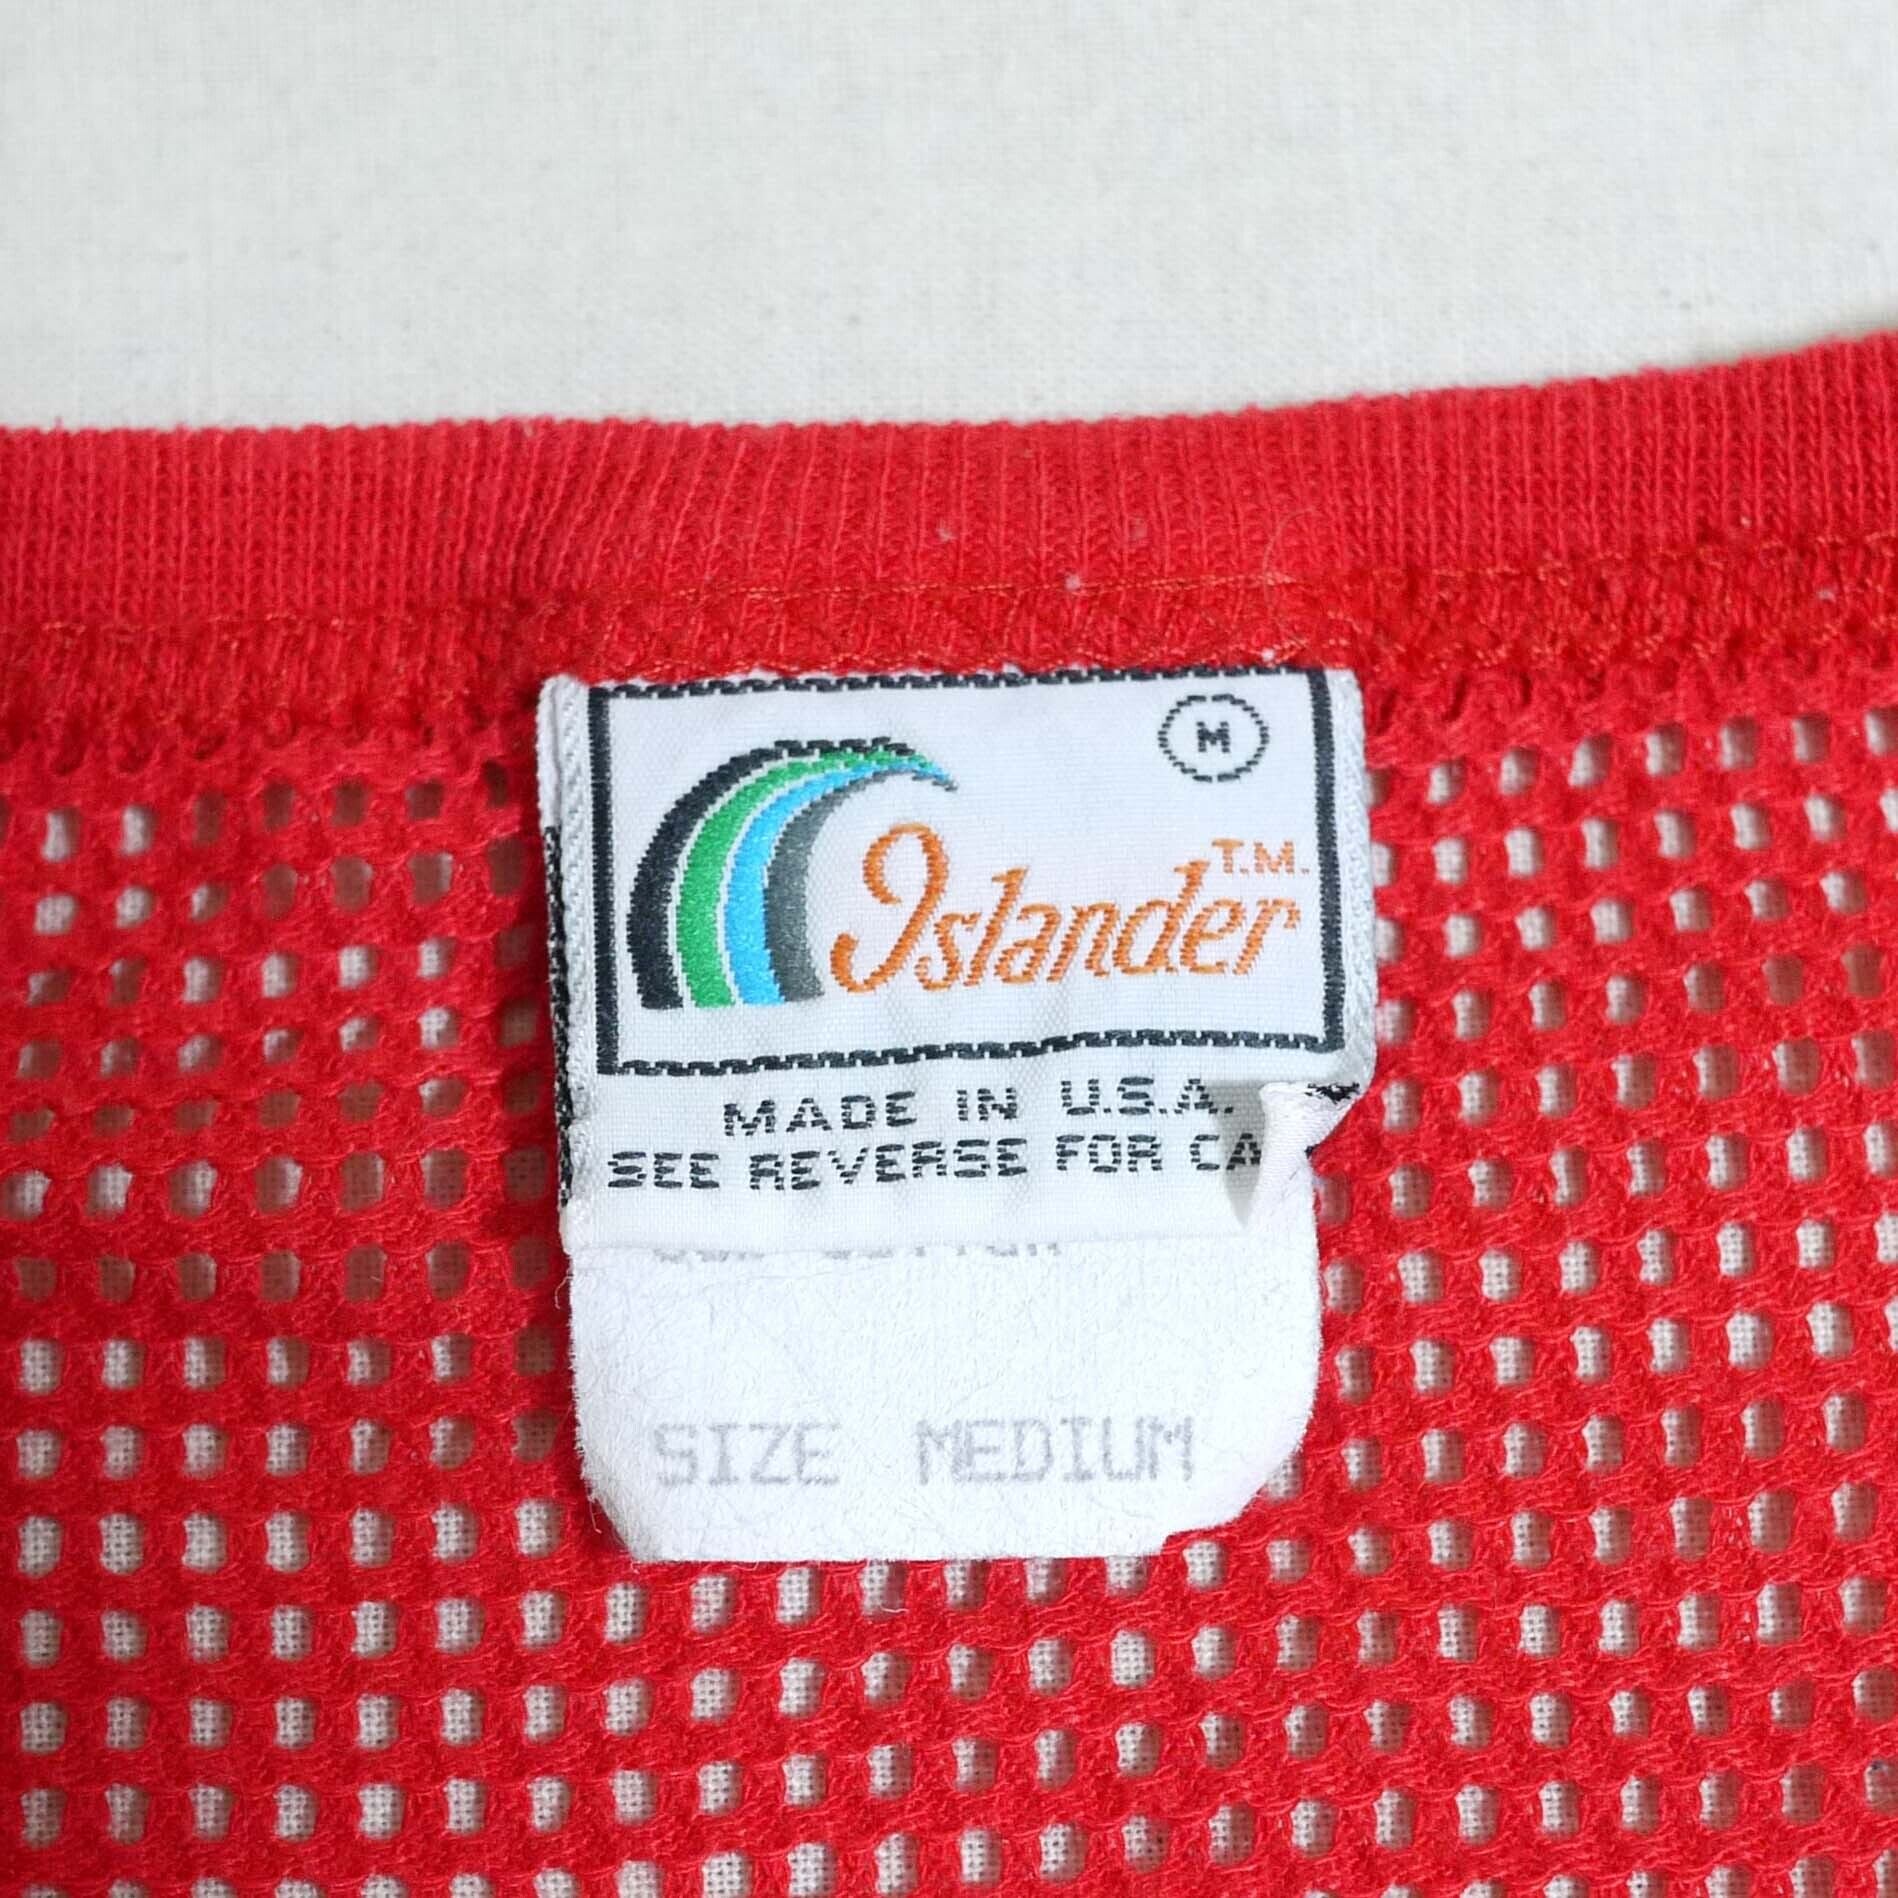 M
Islander T.M.
MADE IN U.S.A.
SEE REVERSE FOR CA
SIZE MEDIUM